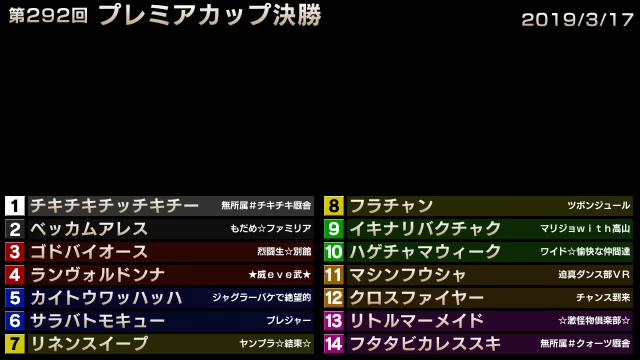 第292回 プレミアカップ決勝 2019/3/17
1 チキチキチッチキチー 無所属#チキチキ厩舎
2 ベッカムアレス もだめ☆ファミリア
3 ゴドバイオース 烈闘生☆別館
4 ランヴォルドンナ ★威eve武★
5 カイトウワッハッハ ジャグラーバケで絶望的
6 サラバトモキュー プレジャー
7 リネンスイープ ヤンプラ☆結束☆
8 フラチャン ツボンジュール
9 イキナリバクチャク マリジョwith高山
10 ハゲチャマウィーク ワイド☆愉快な仲間達
11 マシンフウシャ 迫真ダンス部VR
12 クロスファイヤー チャンス到来
13 リトルマーメイド ☆激怪物倶楽部☆
14 フタタビカレススキ 無所属#クォーツ厩舎